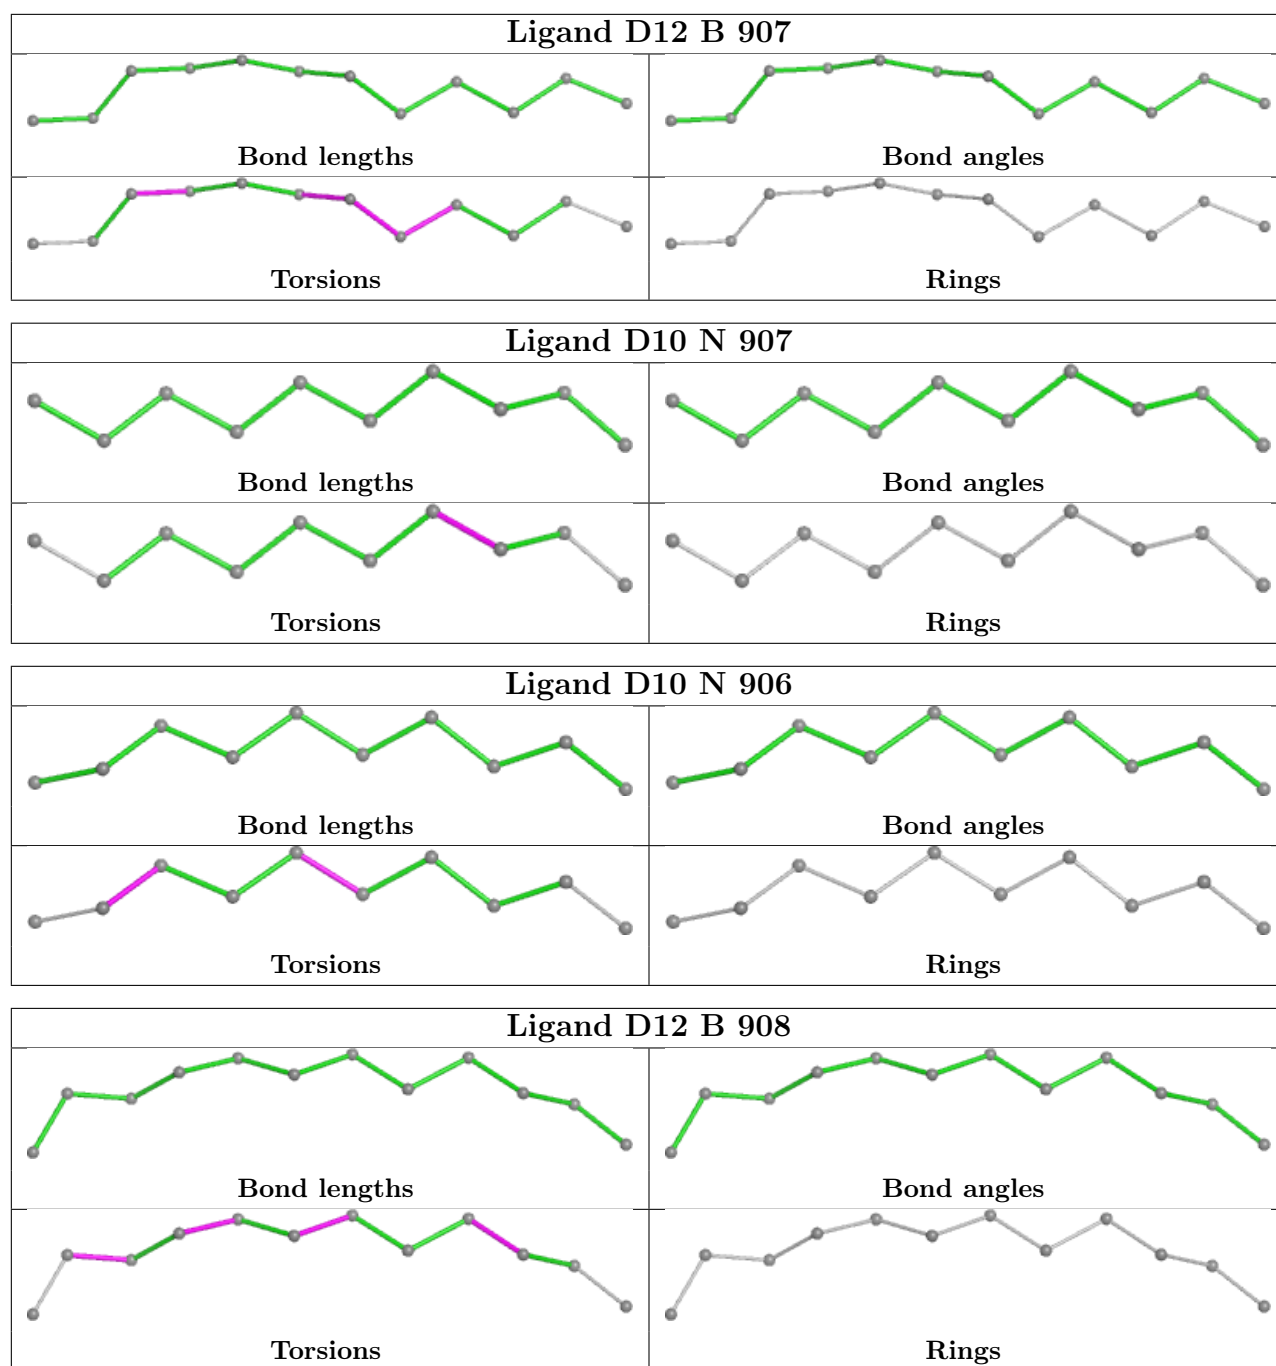 Ligand D12 B 907
Bond lengths
Bond angles
Torsions
Rings
Ligand D10 N 907
Bond lengths
Bond angles
Torsions
Rings
Ligand D10 N 906
Bond lengths
Bond angles
Torsions
Rings
Ligand D12 B 908
Bond lengths
Bond angles
Torsions
Rings